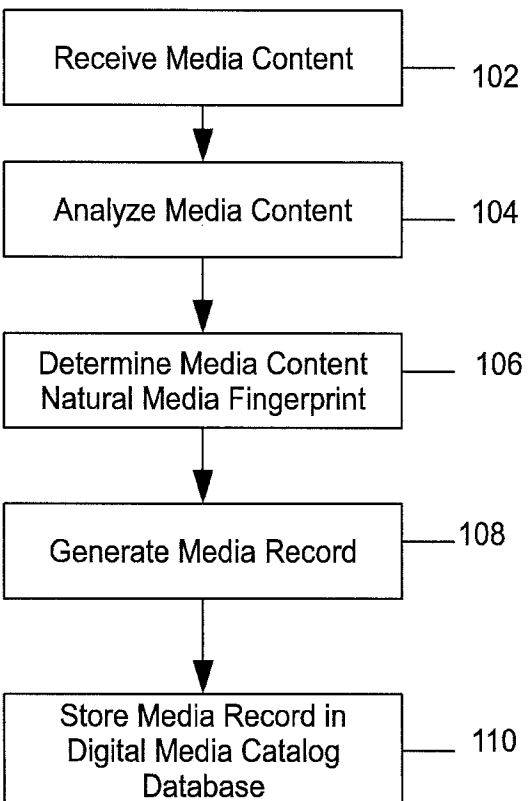 Receive Media Content
102
Analyze Media Content
104
Determine Media Content
Natural Media Fingerprint
106
Generate Media Record
108
Store Media Record in
Digital Media Catalog
Database
110